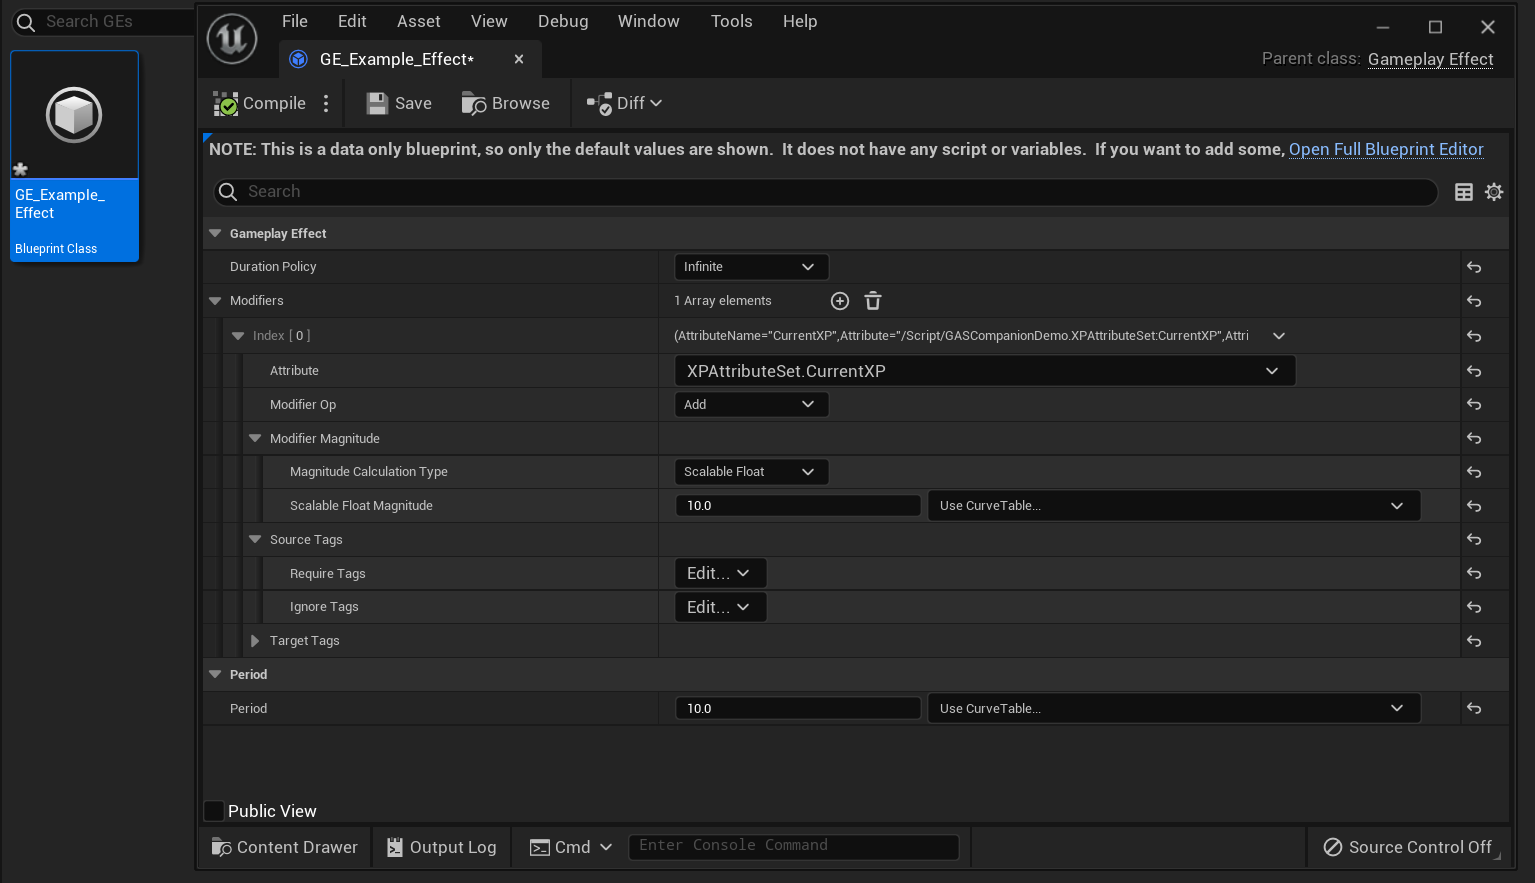 Search GEs
GE_Example_
Effect
Blueprint Class
File Edit Asset View Debug Window Tools Help
GE_Example_Effect*
Parent class: Gameplay Effect
Compile Save Browse Diff
NOTE: This is a data only blueprint, so only the default values are shown. It does not have any script or variables. If you want to add some, Open Full Blueprint Editor
Search
Gameplay Effect
Duration Policy Infinite
Modifiers 1 Array elements
Index [ 0 ] (AttributeName="CurrentXP",Attribute="/Script/GASCompanionDemo.XPAttributeSet:CurrentXP",Attri
Attribute XPAttributeSet.CurrentXP
Modifier Op Add
Modifier Magnitude
Magnitude Calculation Type Scalable Float
Scalable Float Magnitude 10.0 Use CurveTable...
Source Tags
Require Tags Edit...
Ignore Tags Edit...
Target Tags
Period
Period 10.0 Use CurveTable...
Public View
Content Drawer Output Log Cmd Enter Console Command Source Control Off